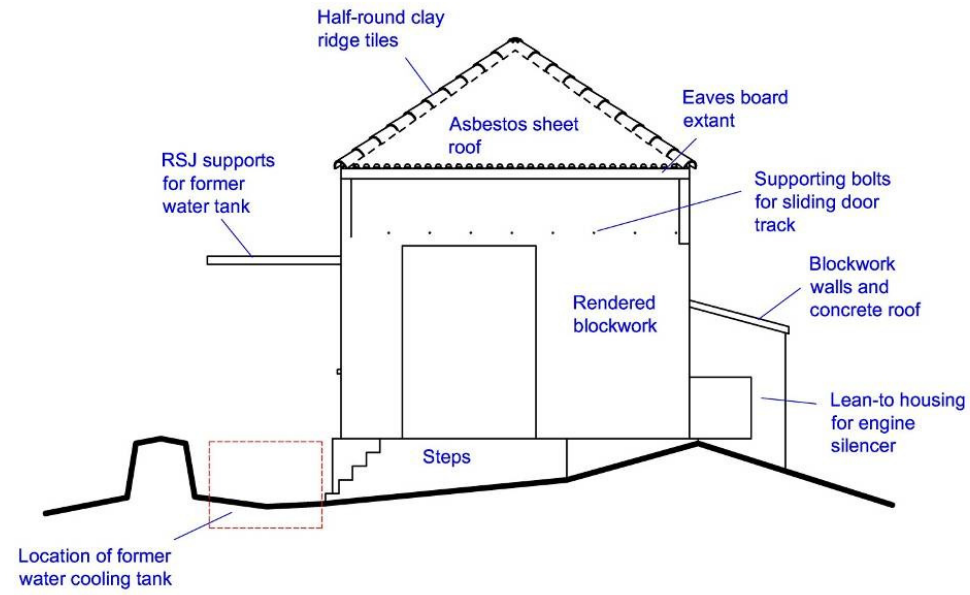 Half-round clay
ridge tiles
Eaves board
extant
Asbestos sheet
roof
RSJ supports
for former
water tank
Supporting bolts
for sliding door
track
Blockwork
walls and
concrete roof
Rendered
blockwork
Lean-to housing
for engine
silencer
Steps
Location of former
water cooling tank